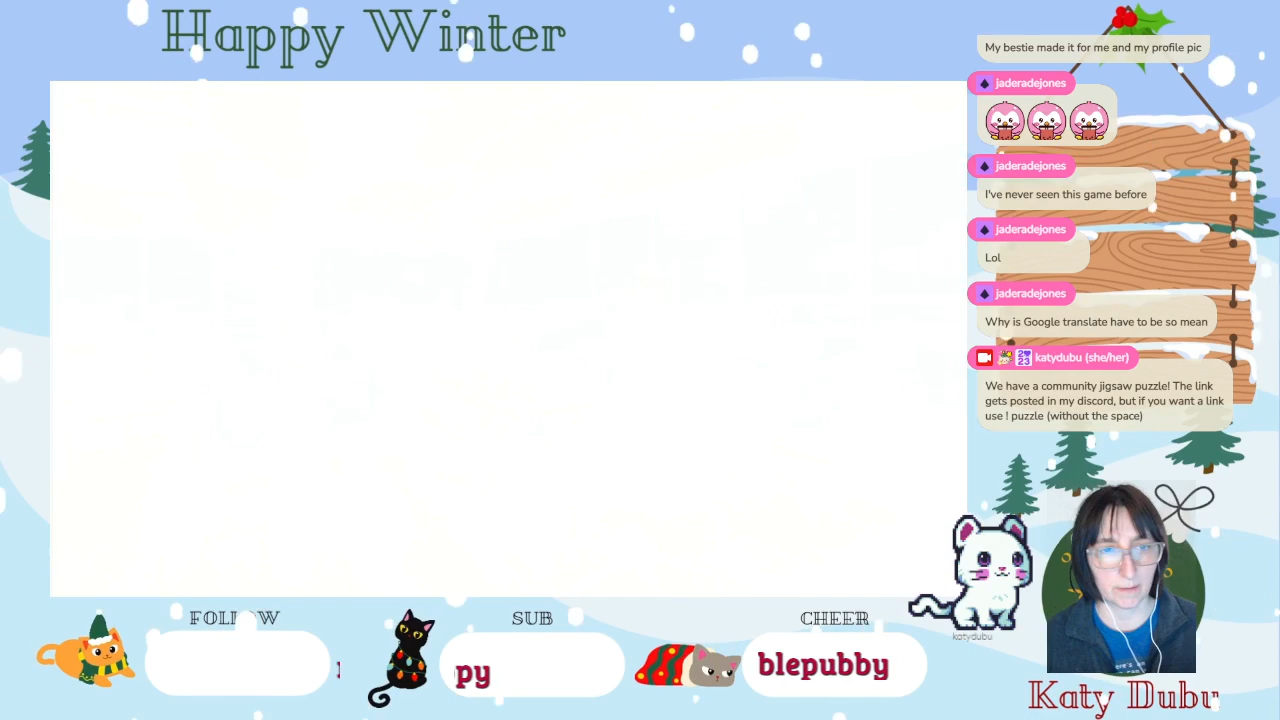 Happy Winter
My bestie made it for me and my profile pic
jaderadejones
jaderadejones
I've never seen this game before
jaderadejones
Lol
jaderadejones
Why is Google translate have to be so mean
katydubu (she/her)
We have a community jigsaw puzzle! The link
gets posted in my discord, but if you want a link
use ! puzzle (without the space)
katydubu
FOLLOW
SUB
CHEER
py
blepubby
Katy Dubu